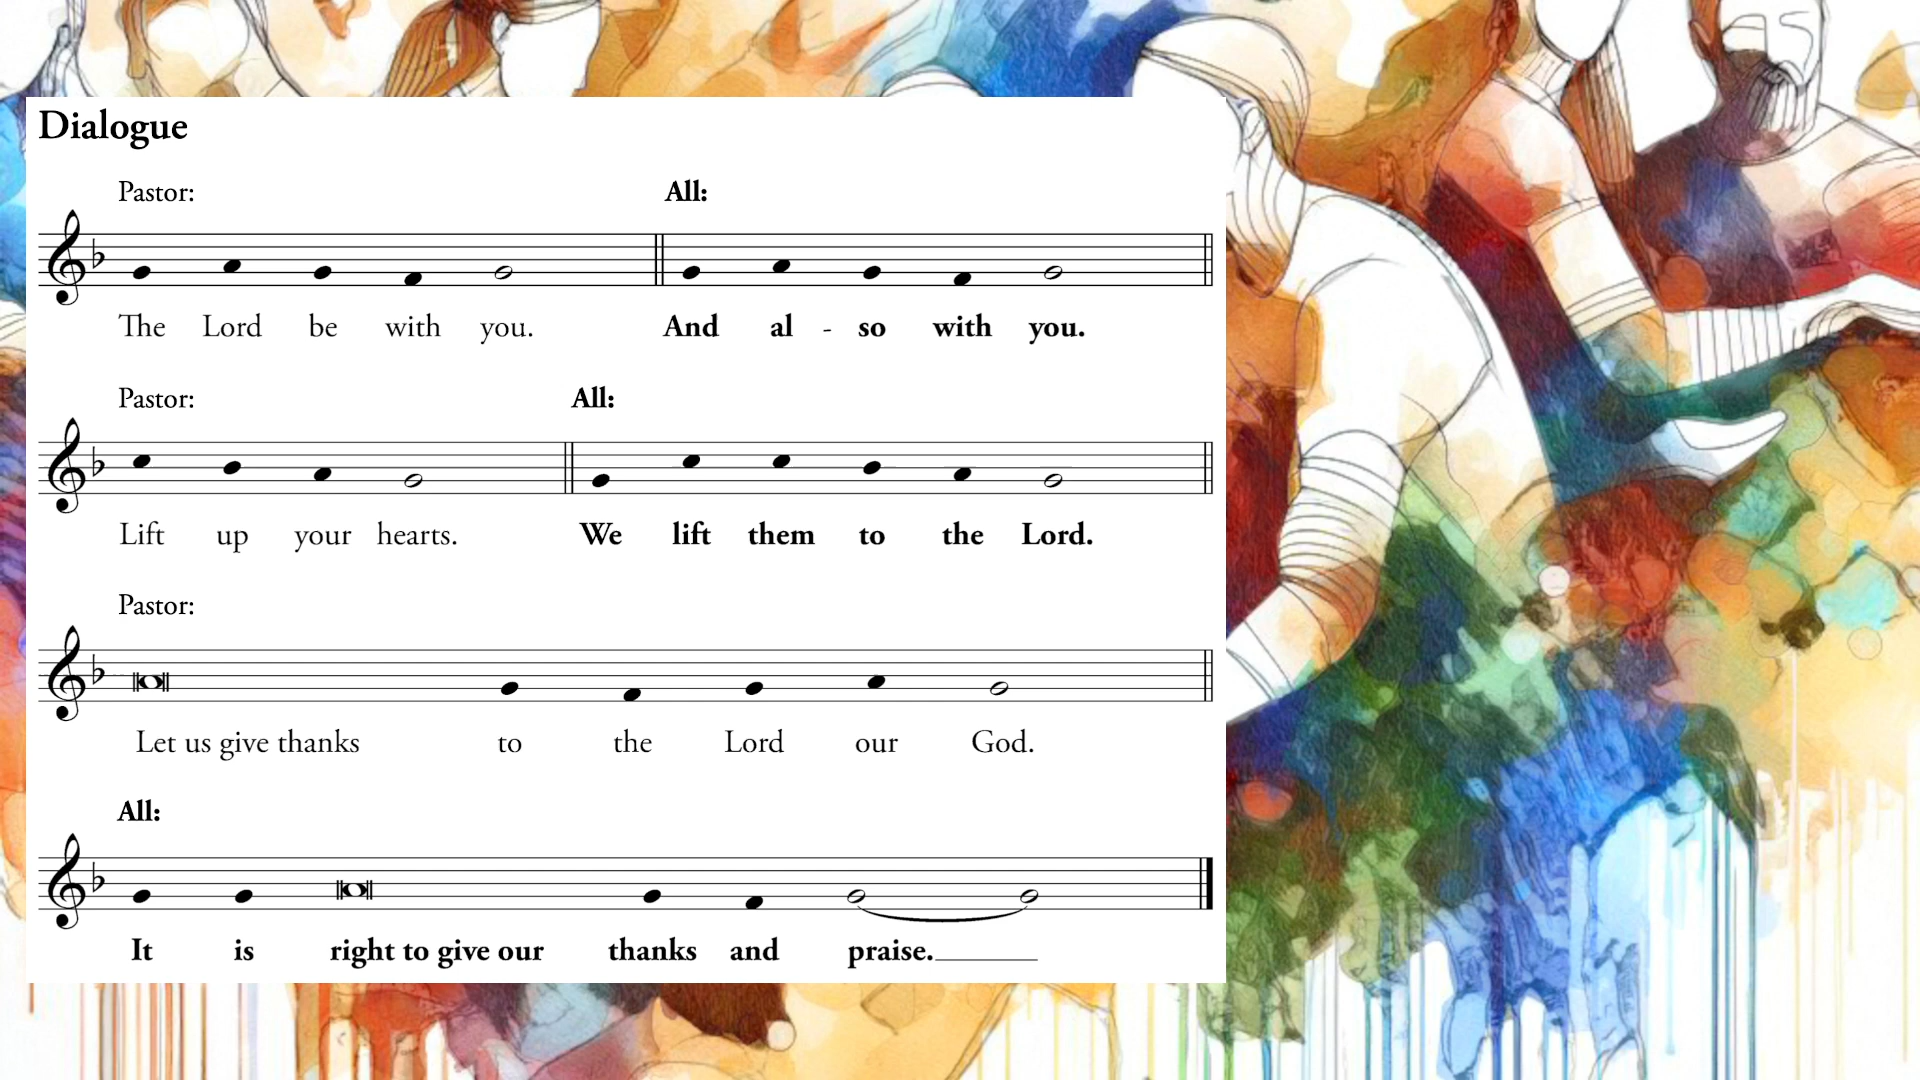 Dialogue
Pastor: All:
The Lord be with you. And al - so with you.
Pastor: All:
Lift up your hearts. We lift them to the Lord.
Pastor:
Let us give thanks to the Lord our God.
All:
It is right to give our thanks and praise.